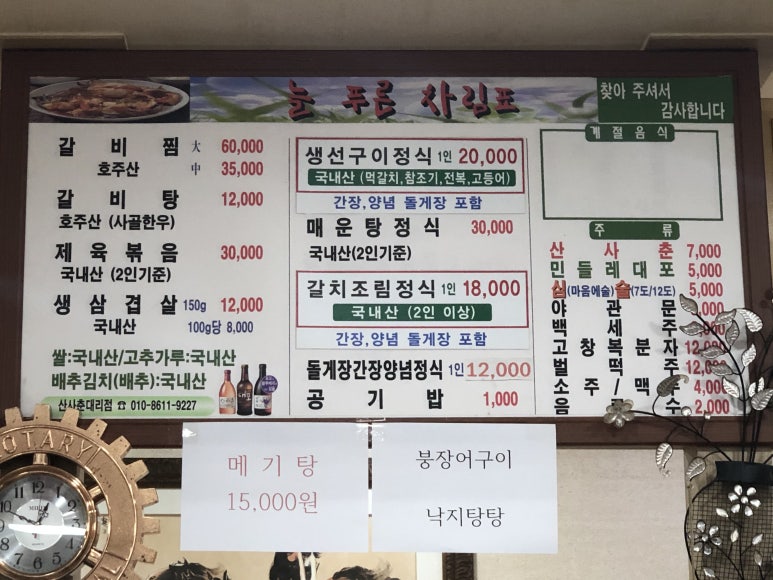 늘 푸른 사림포
찾아 주셔서
감사합니다
갈 비 찜 大 60,000
호주산 中 35,000
갈 비 탕 12,000
호주산 (사골한우)
제 육 볶 음 30,000
국내산 (2인기준)
생 삼 겹 살 150g 12,000
국내산 100g당 8,000
쌀:국내산/고추가루:국내산
배추김치(배추):국내산
산사춘대리점 ☎ 010-8611-9227
생선구이정식 1인 20,000
국내산 (먹갈치,참조기,전복,고등어)
간장,양념 돌게장 포함
매 운 탕 정 식 30,000
국내산(2인기준)
갈치조림정식 1인 18,000
국내산 (2인 이상)
간장,양념 돌게장 포함
돌게장간장양념정식 1인 12,000
공 기 밥 1,000
계 절 음 식
주 류
산 사 춘 7,000
민 들 레 대 포 5,000
심(마음예술)술(7도/12도) 5,000
야 관 문
백 세 주
고 창 복 분 자 12,000
벌 떡 주
소 주 / 맥 주 4,000
음 료 수 2,000
메 기 탕
15,000원
붕장어구이
낙지탕탕